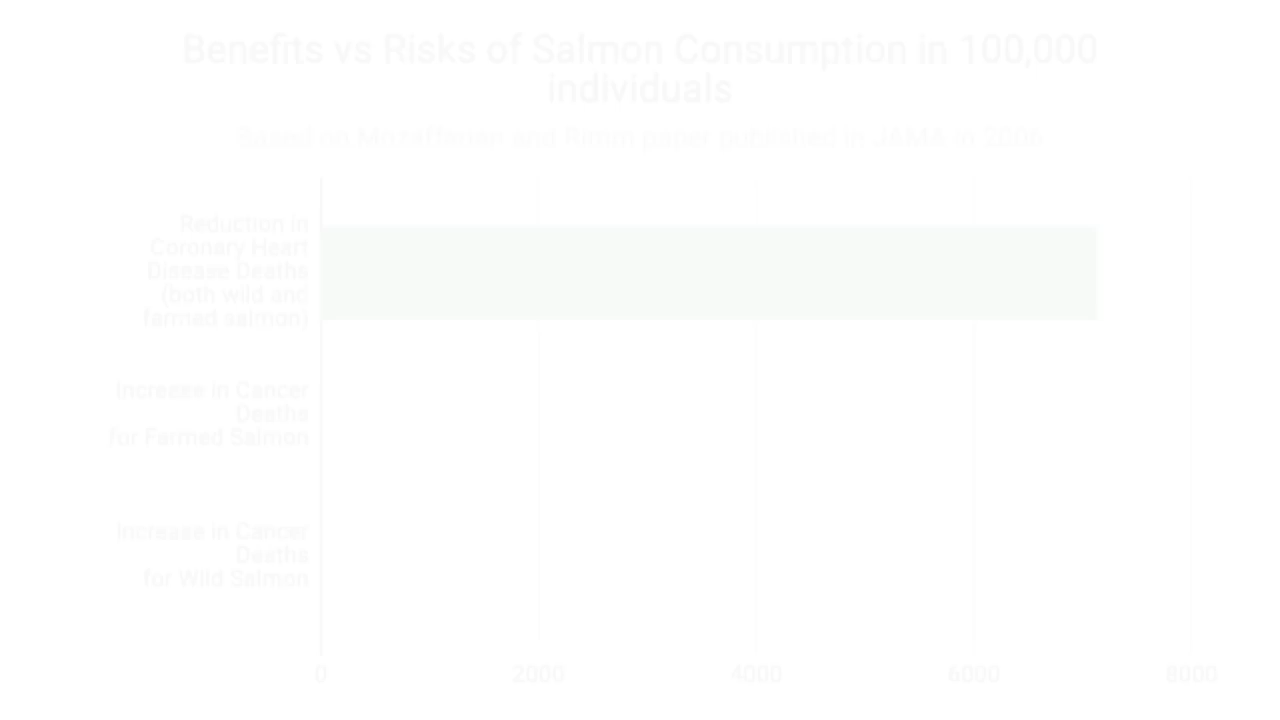 Benefits vs Risks of Salmon Consumption in 100,000
individuals
Based on Mozaffarian and Rimm paper published in JAMA in 2006
Reduction in
Coronary Heart
Disease Deaths
(both wild and
farmed salmon)
Increase in Cancer
Deaths
for Farmed Salmon
Increase in Cancer
Deaths
for Wild Salmon
0 2000 4000 6000 8000